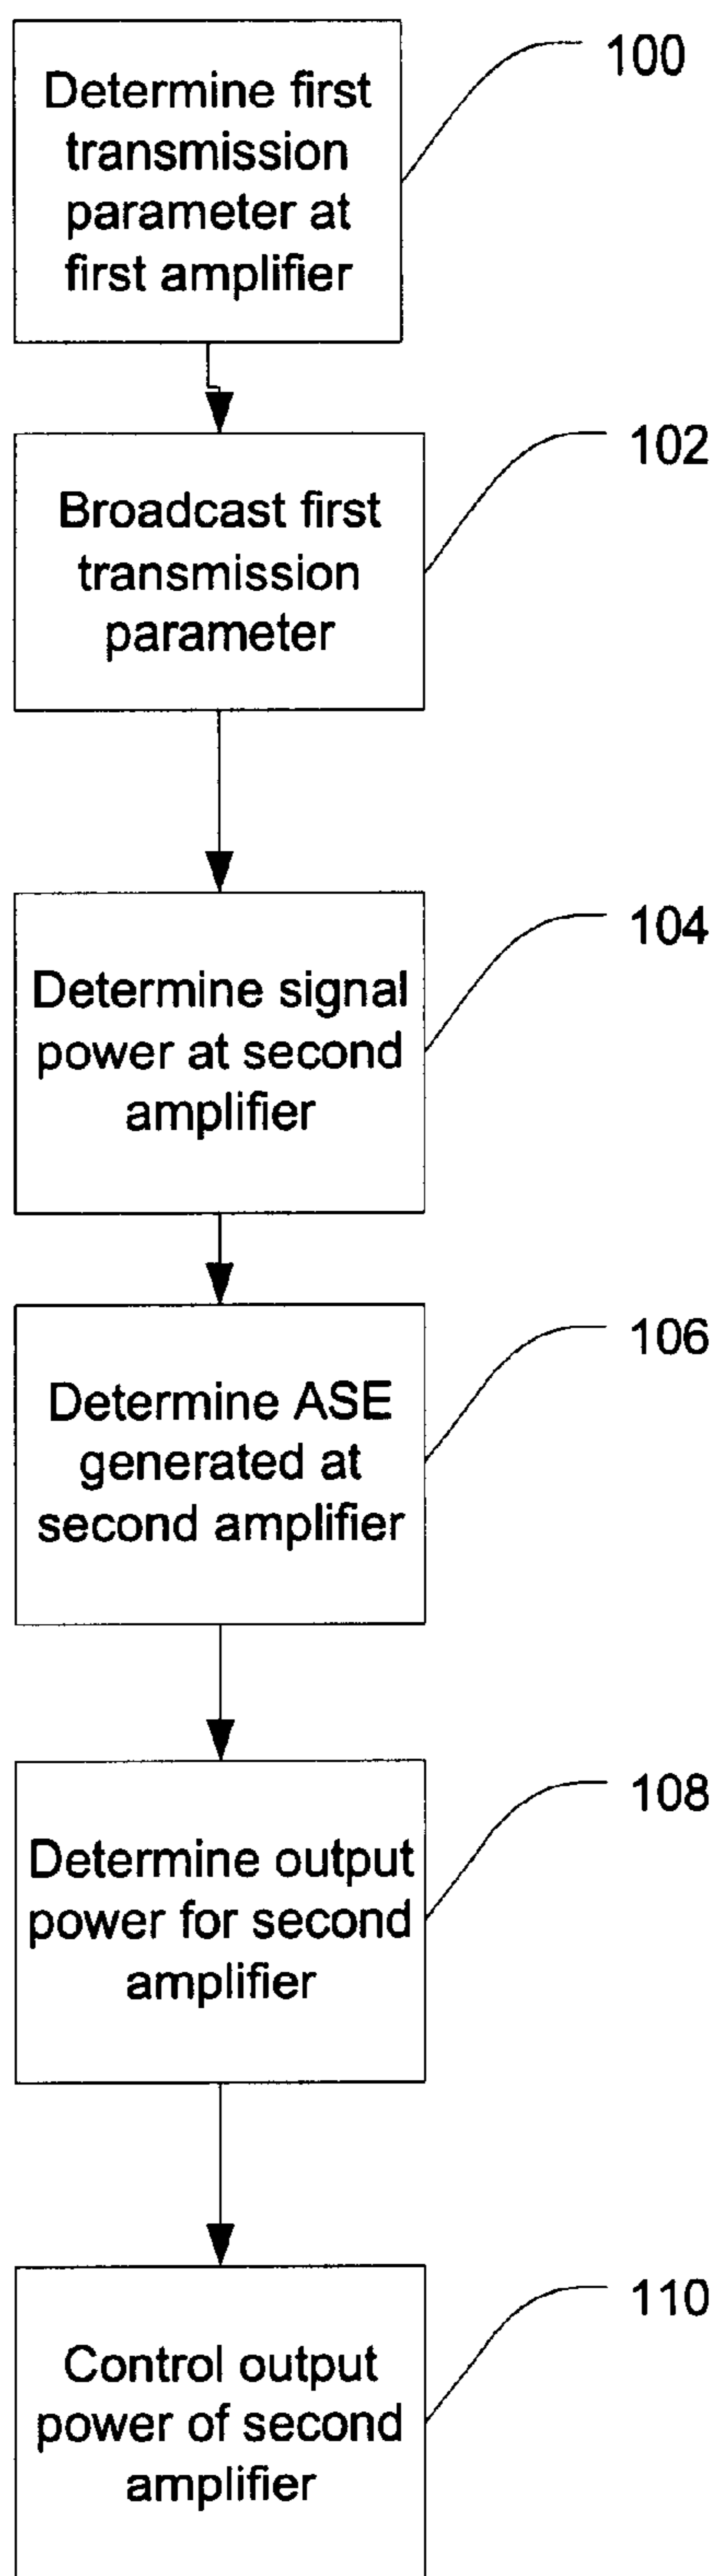 Determine first
transmission
parameter at
first amplifier
100
Broadcast first
transmission
parameter
102
Determine signal
power at second
amplifier
104
Determine ASE
generated at
second amplifier
106
Determine output
power for second
amplifier
108
Control output
power of second
amplifier
110